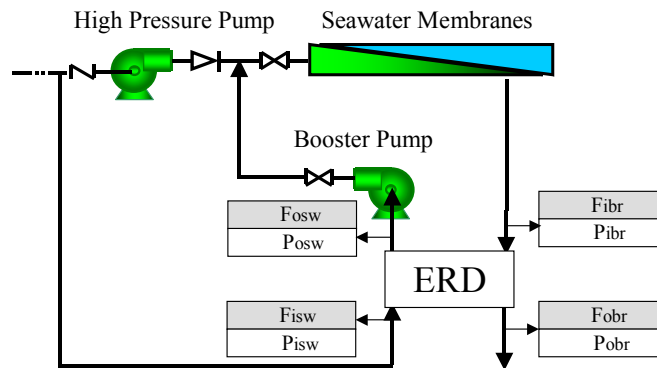 High Pressure Pump
Seawater Membranes
Booster Pump
Fosw
Posw
Fibr
Pibr
ERD
Fisw
Pisw
Fobr
Pobr